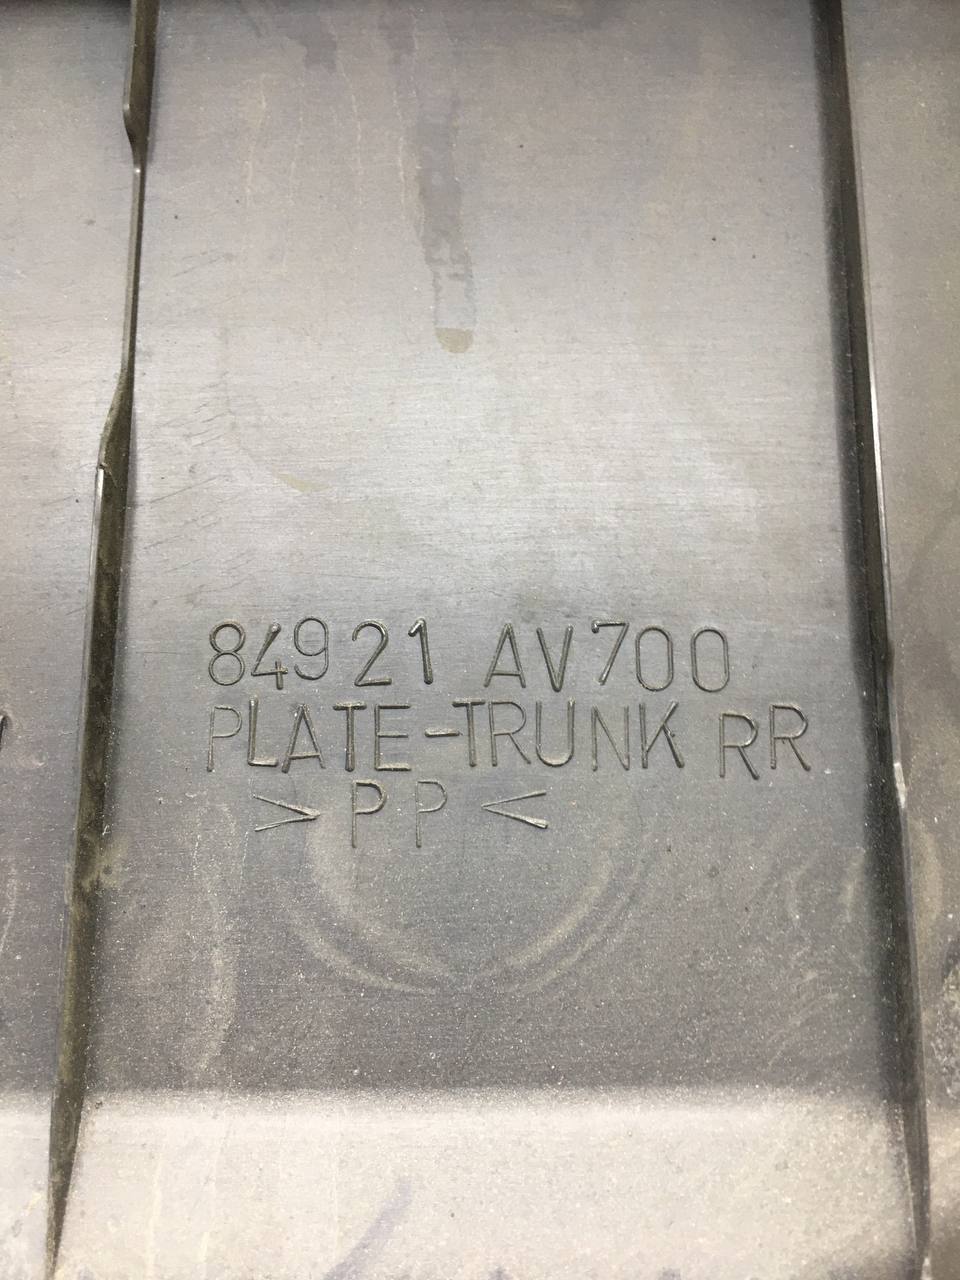 84921 AV700
PLATE-TRUNK RR
>PP<